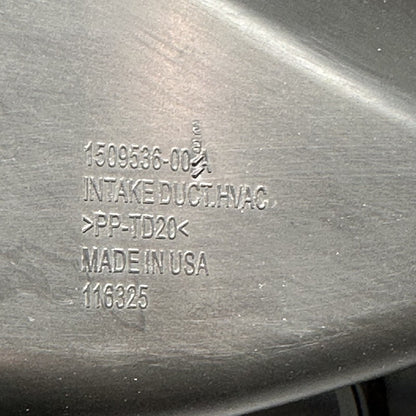 1509536-00-A
INTAKE DUCT.HVAC
>PP-TD20<
MADE IN USA
116325